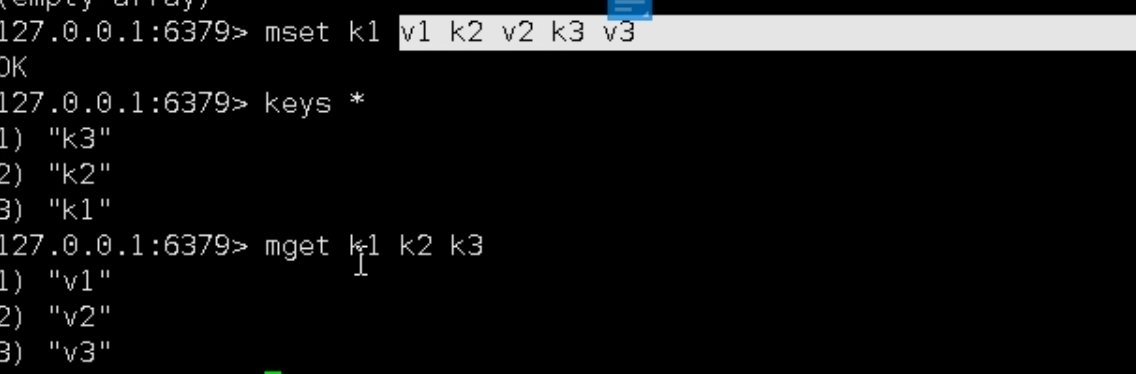 (empty array)
127.0.0.1:6379> mset k1 v1 k2 v2 k3 v3
OK
127.0.0.1:6379> keys *
1) "k3"
2) "k2"
3) "k1"
127.0.0.1:6379> mget k1 k2 k3
1) "v1"
2) "v2"
3) "v3"